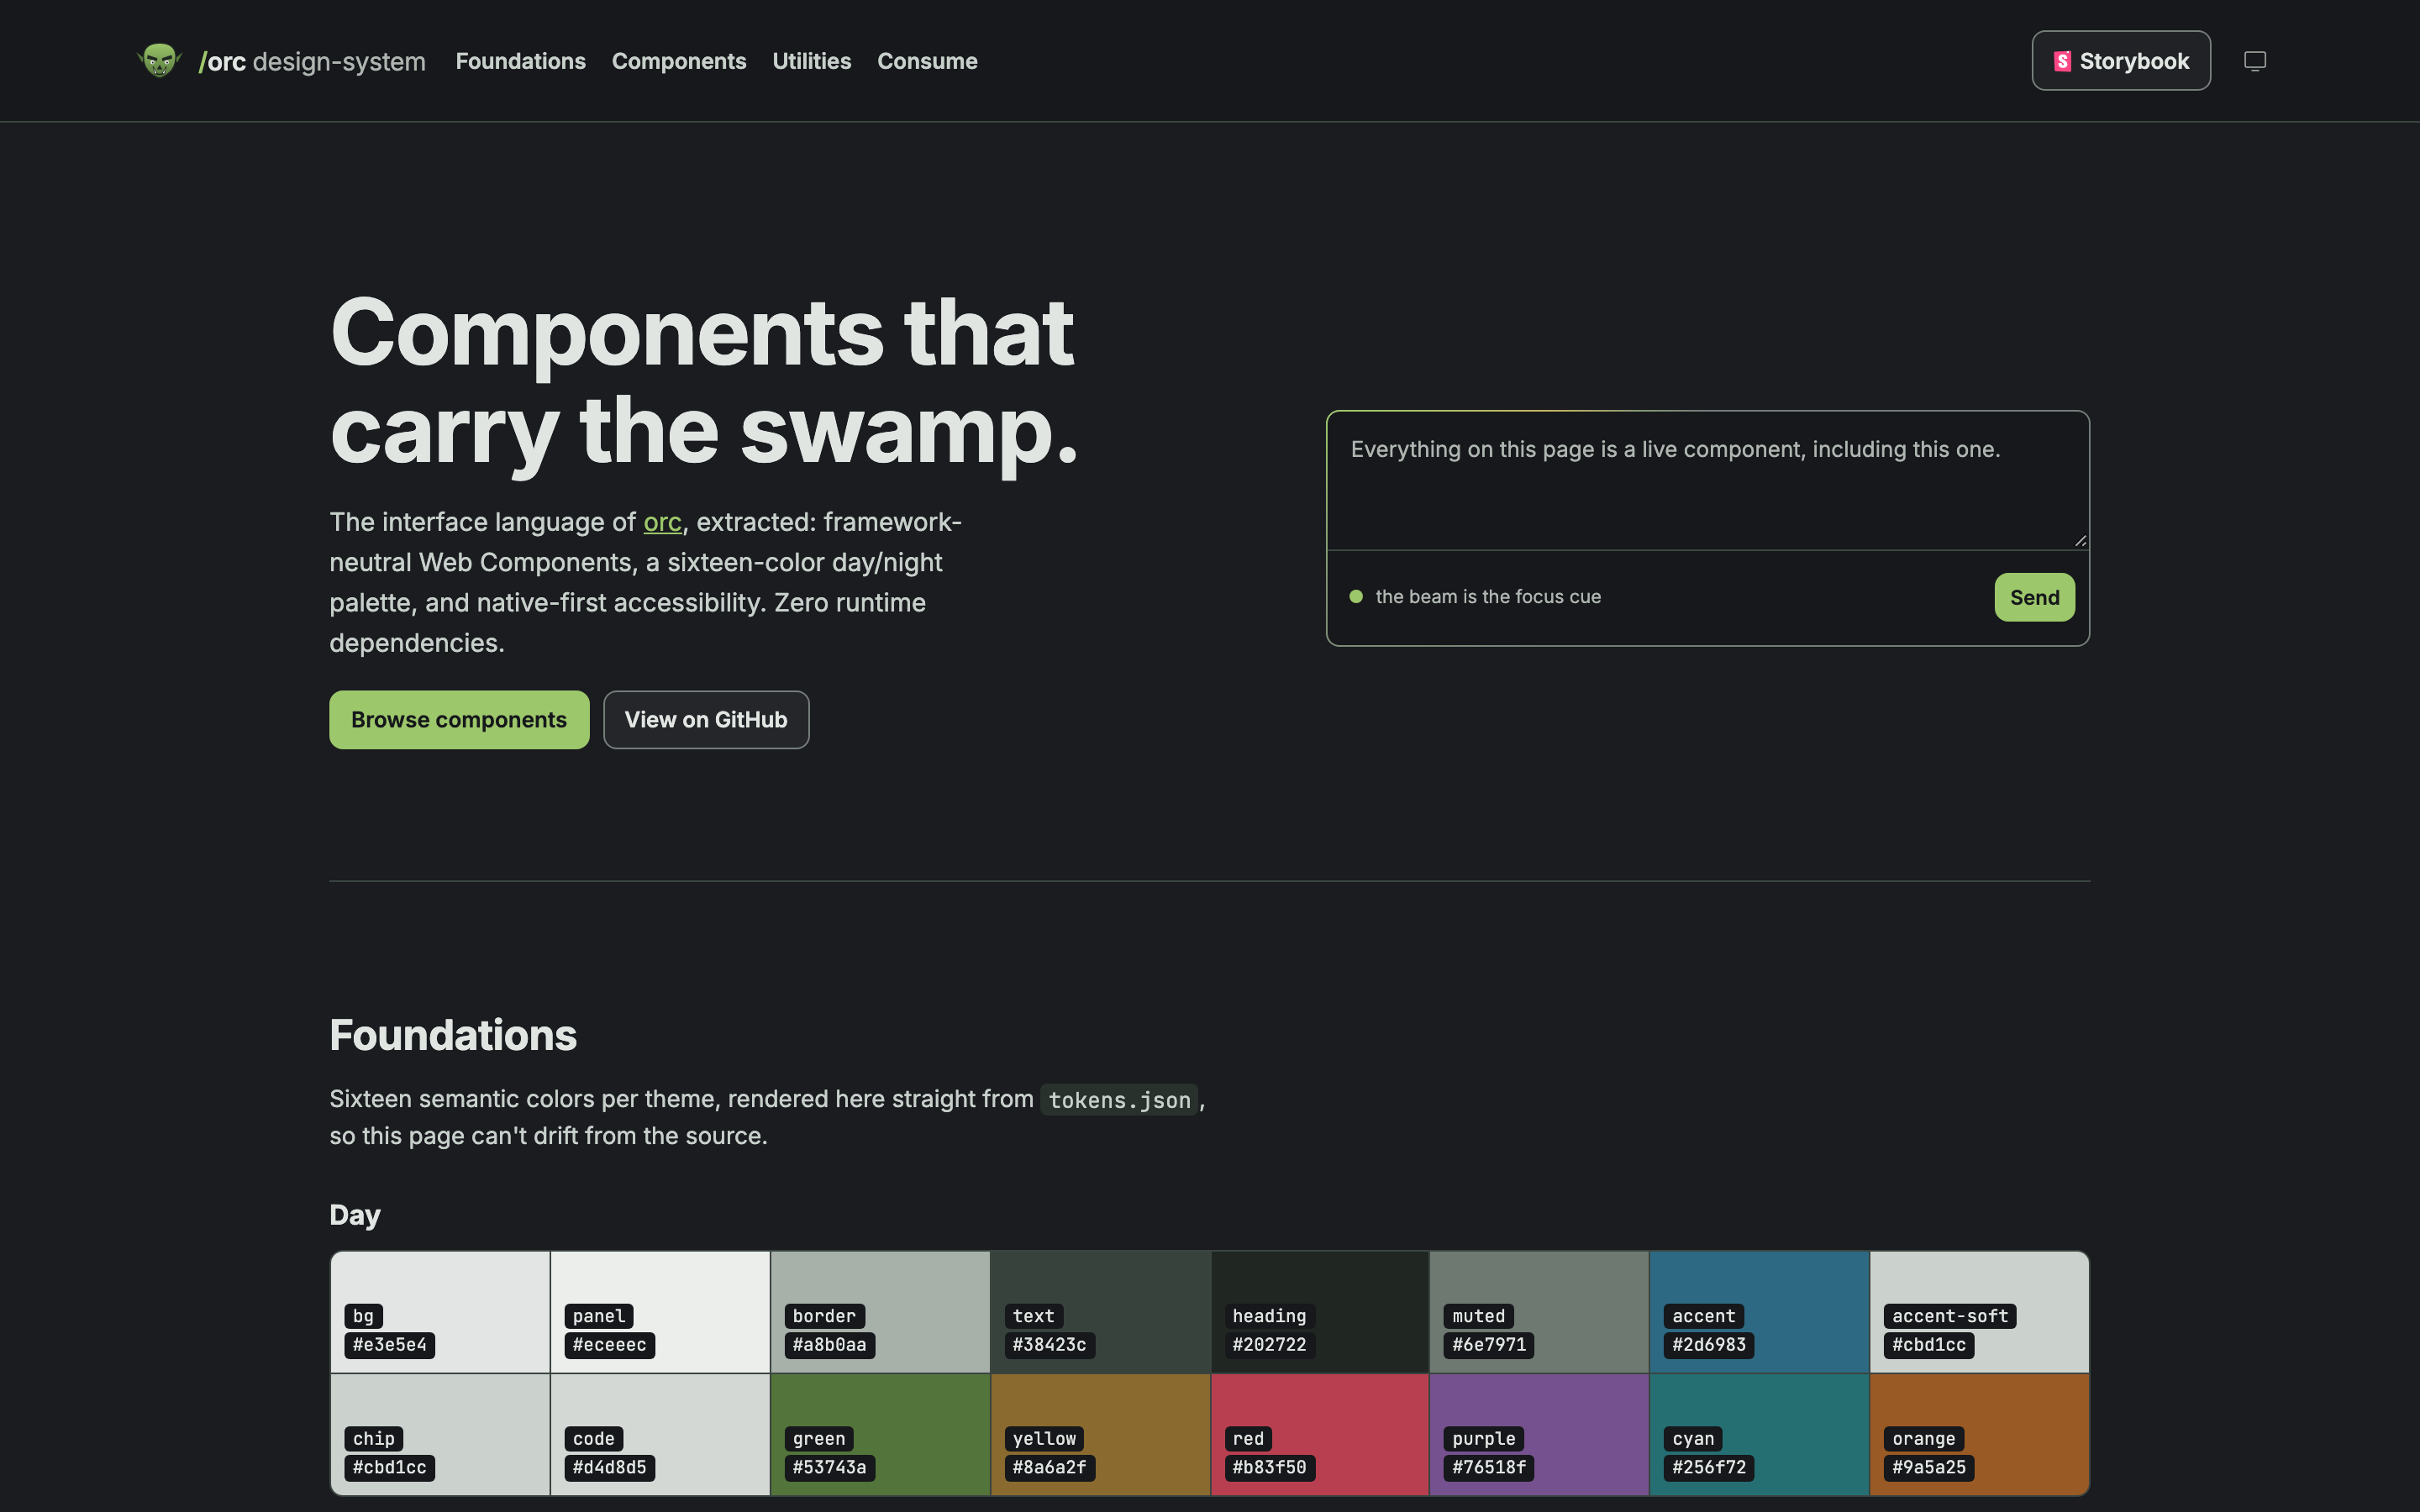 /orc design-system Foundations Components Utilities Consume Storybook
Components that
carry the swamp.
The interface language of orc, extracted: framework-
neutral Web Components, a sixteen-color day/night
palette, and native-first accessibility. Zero runtime
dependencies.
Browse components View on GitHub
Everything on this page is a live component, including this one.
the beam is the focus cue Send
Foundations
Sixteen semantic colors per theme, rendered here straight from tokens.json,
so this page can't drift from the source.
Day
bg panel border text heading muted accent accent-soft
#e3e5e4 #eceeec #a8b0aa #38423c #202722 #6e7971 #2d6983 #cbd1cc
chip code green yellow red purple cyan orange
#cbd1cc #d4d8d5 #53743a #8a6a2f #b83f50 #76518f #256f72 #9a5a25